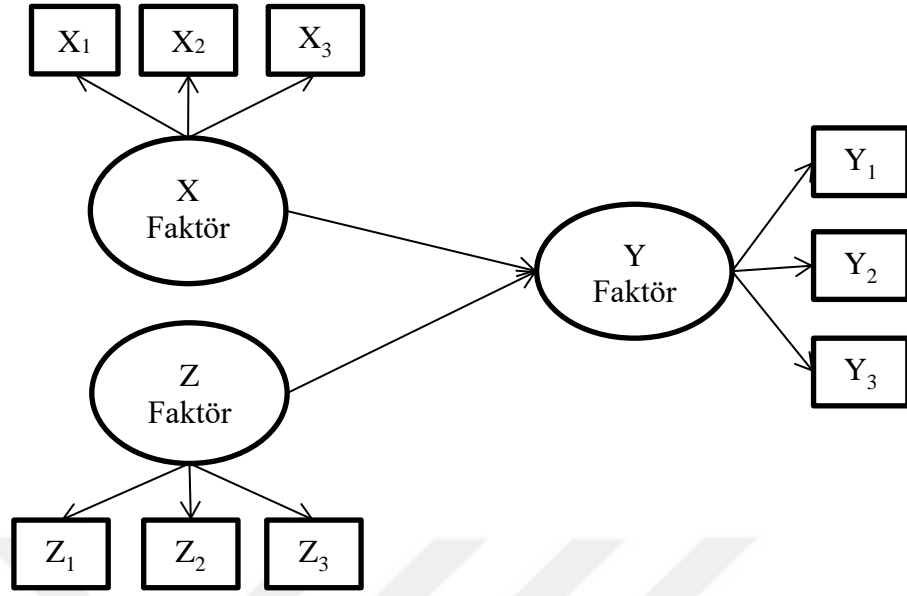 X₁
X₂
X₃
X
Faktör
Y
Faktör
Y₁
Y₂
Y₃
Z
Faktör
Z₁
Z₂
Z₃